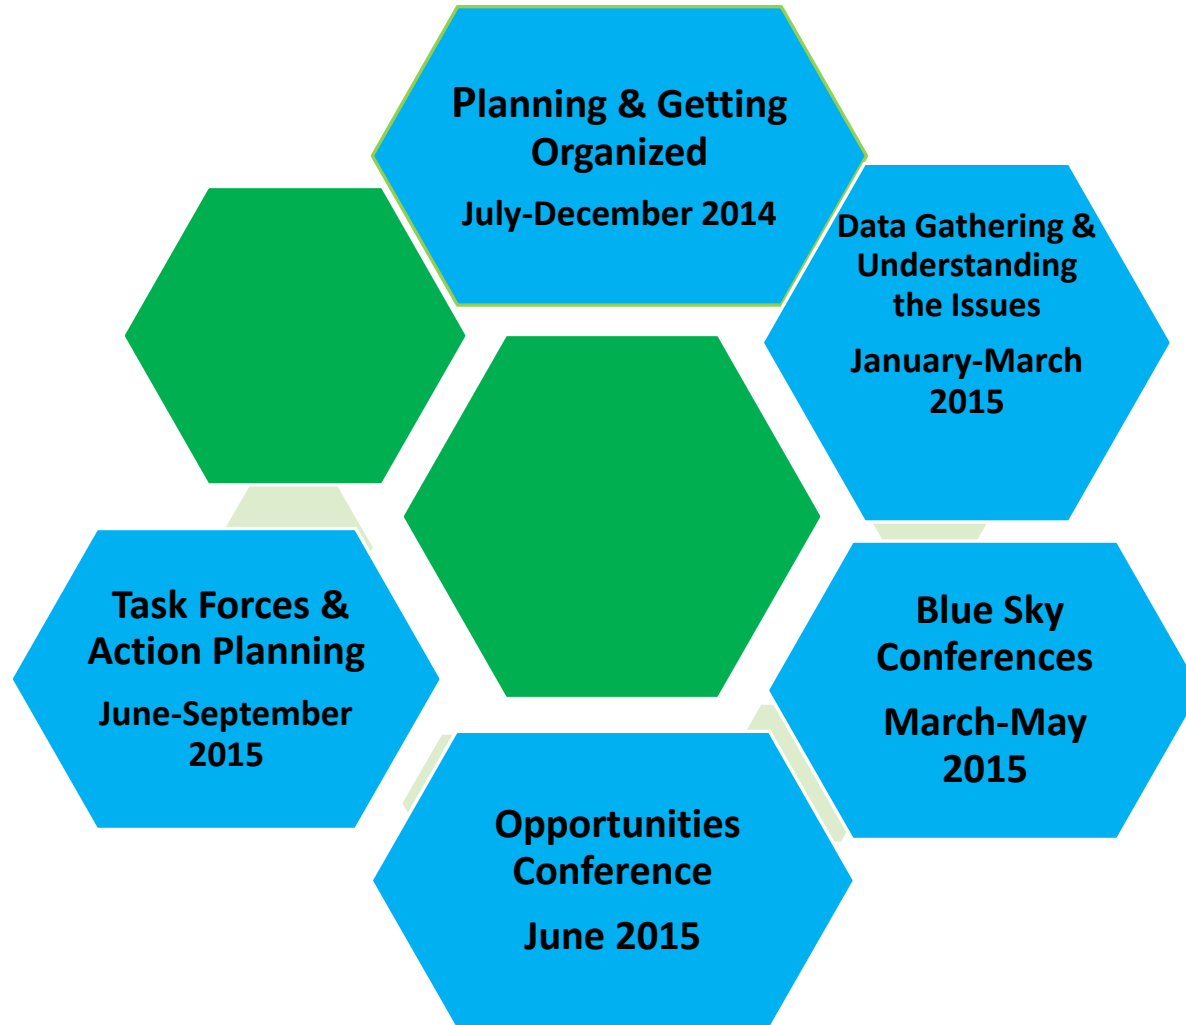 Planning & Getting
Organized
July-December 2014
Data Gathering &
Understanding
the Issues
January-March
2015
Blue Sky
Conferences
March-May
2015
Opportunities
Conference
June 2015
Task Forces &
Action Planning
June-September
2015